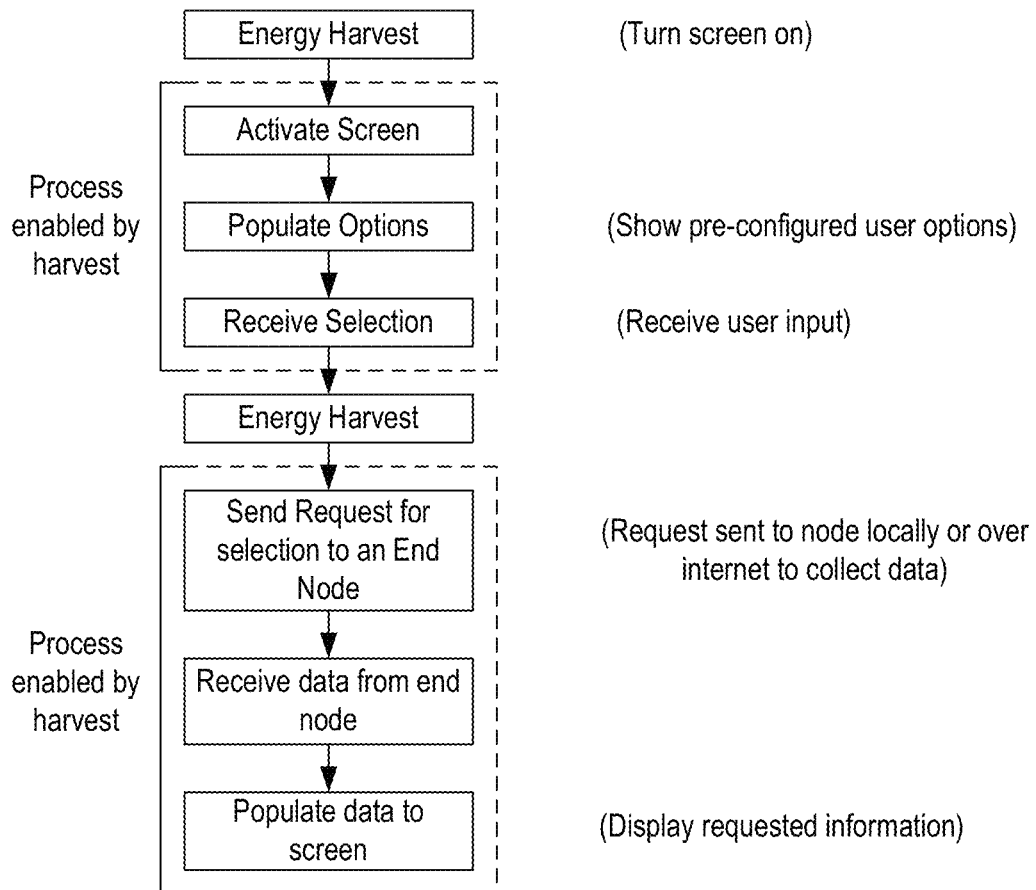 Energy Harvest
(Turn screen on)
Activate Screen
Process
enabled by
harvest
Populate Options
(Show pre-configured user options)
Receive Selection
(Receive user input)
Energy Harvest
Send Request for
selection to an End
Node
(Request sent to node locally or over
internet to collect data)
Process
enabled by
harvest
Receive data from end
node
Populate data to
screen
(Display requested information)